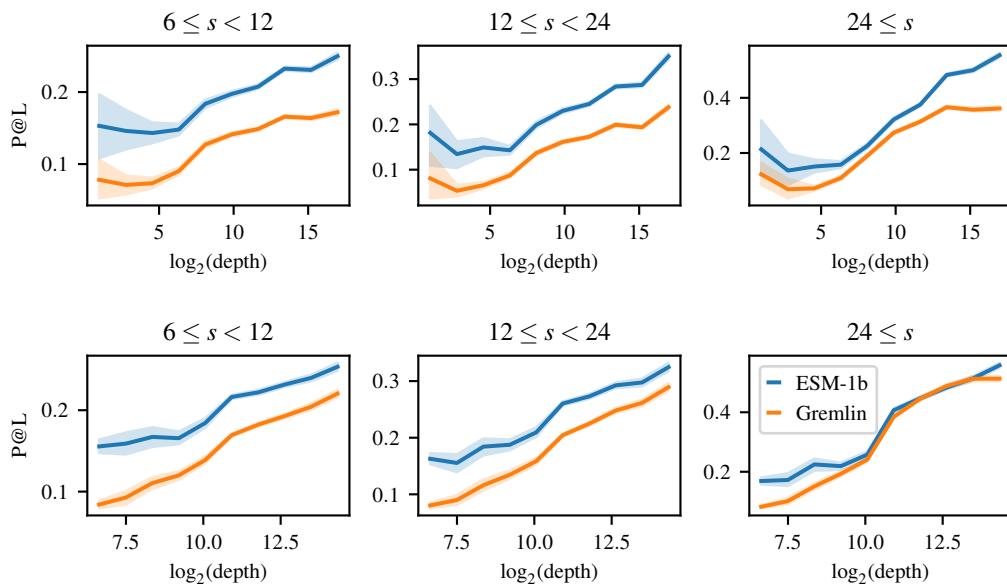 6 ≤ s < 12
12 ≤ s < 24
24 ≤ s
P@L
0.2
0.1
0.3
0.2
0.1
0.4
0.2
5 10 15
5 10 15
5 10 15
log₂(depth)
log₂(depth)
log₂(depth)
6 ≤ s < 12
12 ≤ s < 24
24 ≤ s
P@L
0.2
0.1
0.3
0.2
0.1
0.4
0.2
ESM-1b
Gremlin
7.5 10.0 12.5
7.5 10.0 12.5
7.5 10.0 12.5
log₂(depth)
log₂(depth)
log₂(depth)